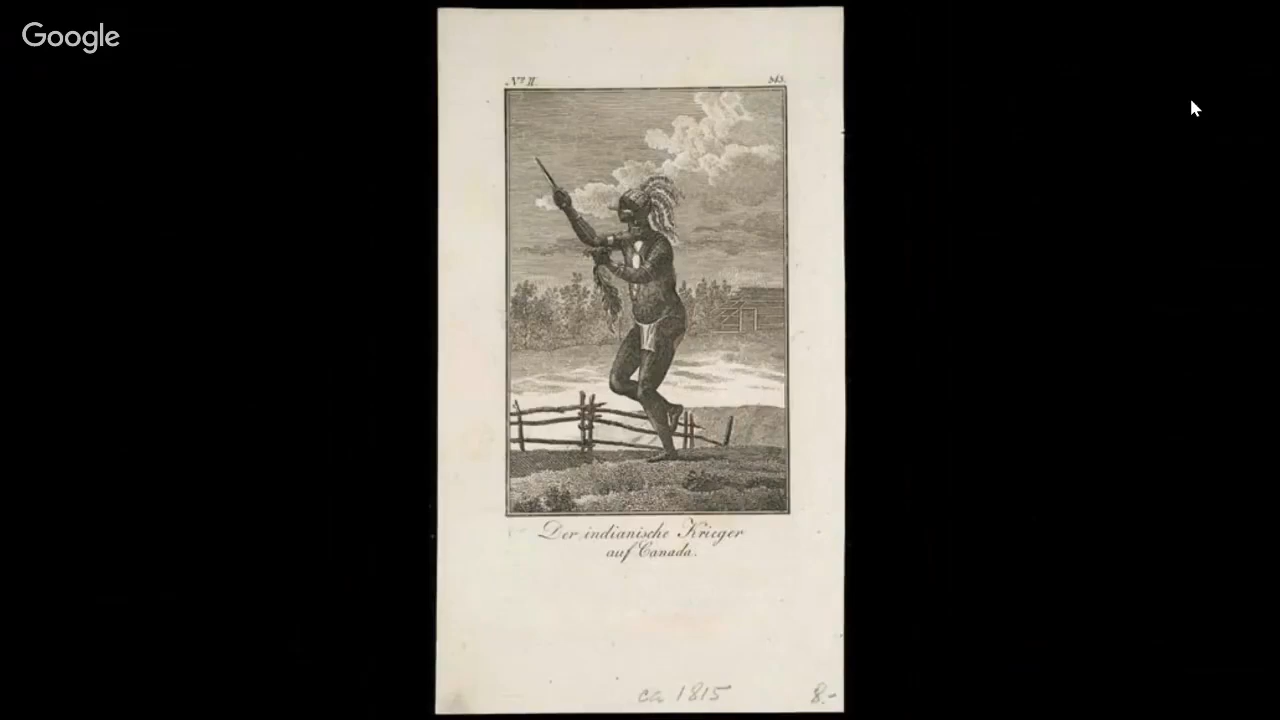 Google
Nº II.
Der indianische Krieger
auf Canada.
ca 1815
8.-